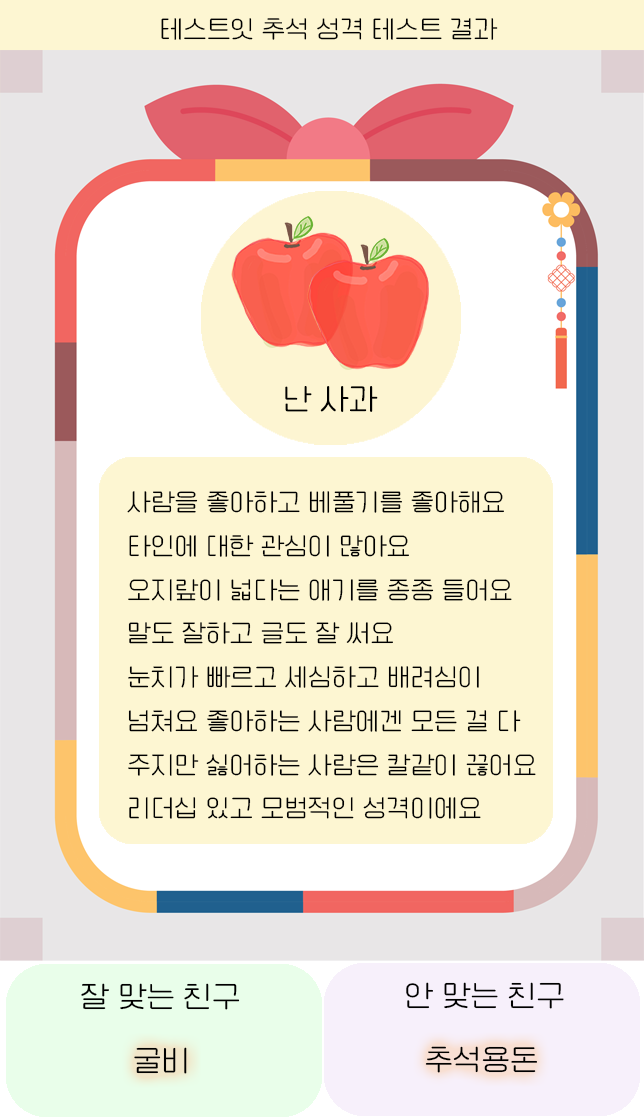 테스트잇 추석 성격 테스트 결과
난 사과
사람을 좋아하고 베풀기를 좋아해요
타인에 대한 관심이 많아요
오지랖이 넓다는 얘기를 종종 들어요
말도 잘하고 글도 잘 써요
눈치가 빠르고 세심하고 배려심이
넘쳐요 좋아하는 사람에겐 모든 걸 다
주지만 싫어하는 사람은 칼같이 끊어요
리더십 있고 모범적인 성격이에요
잘 맞는 친구
굴비
안 맞는 친구
추석용돈